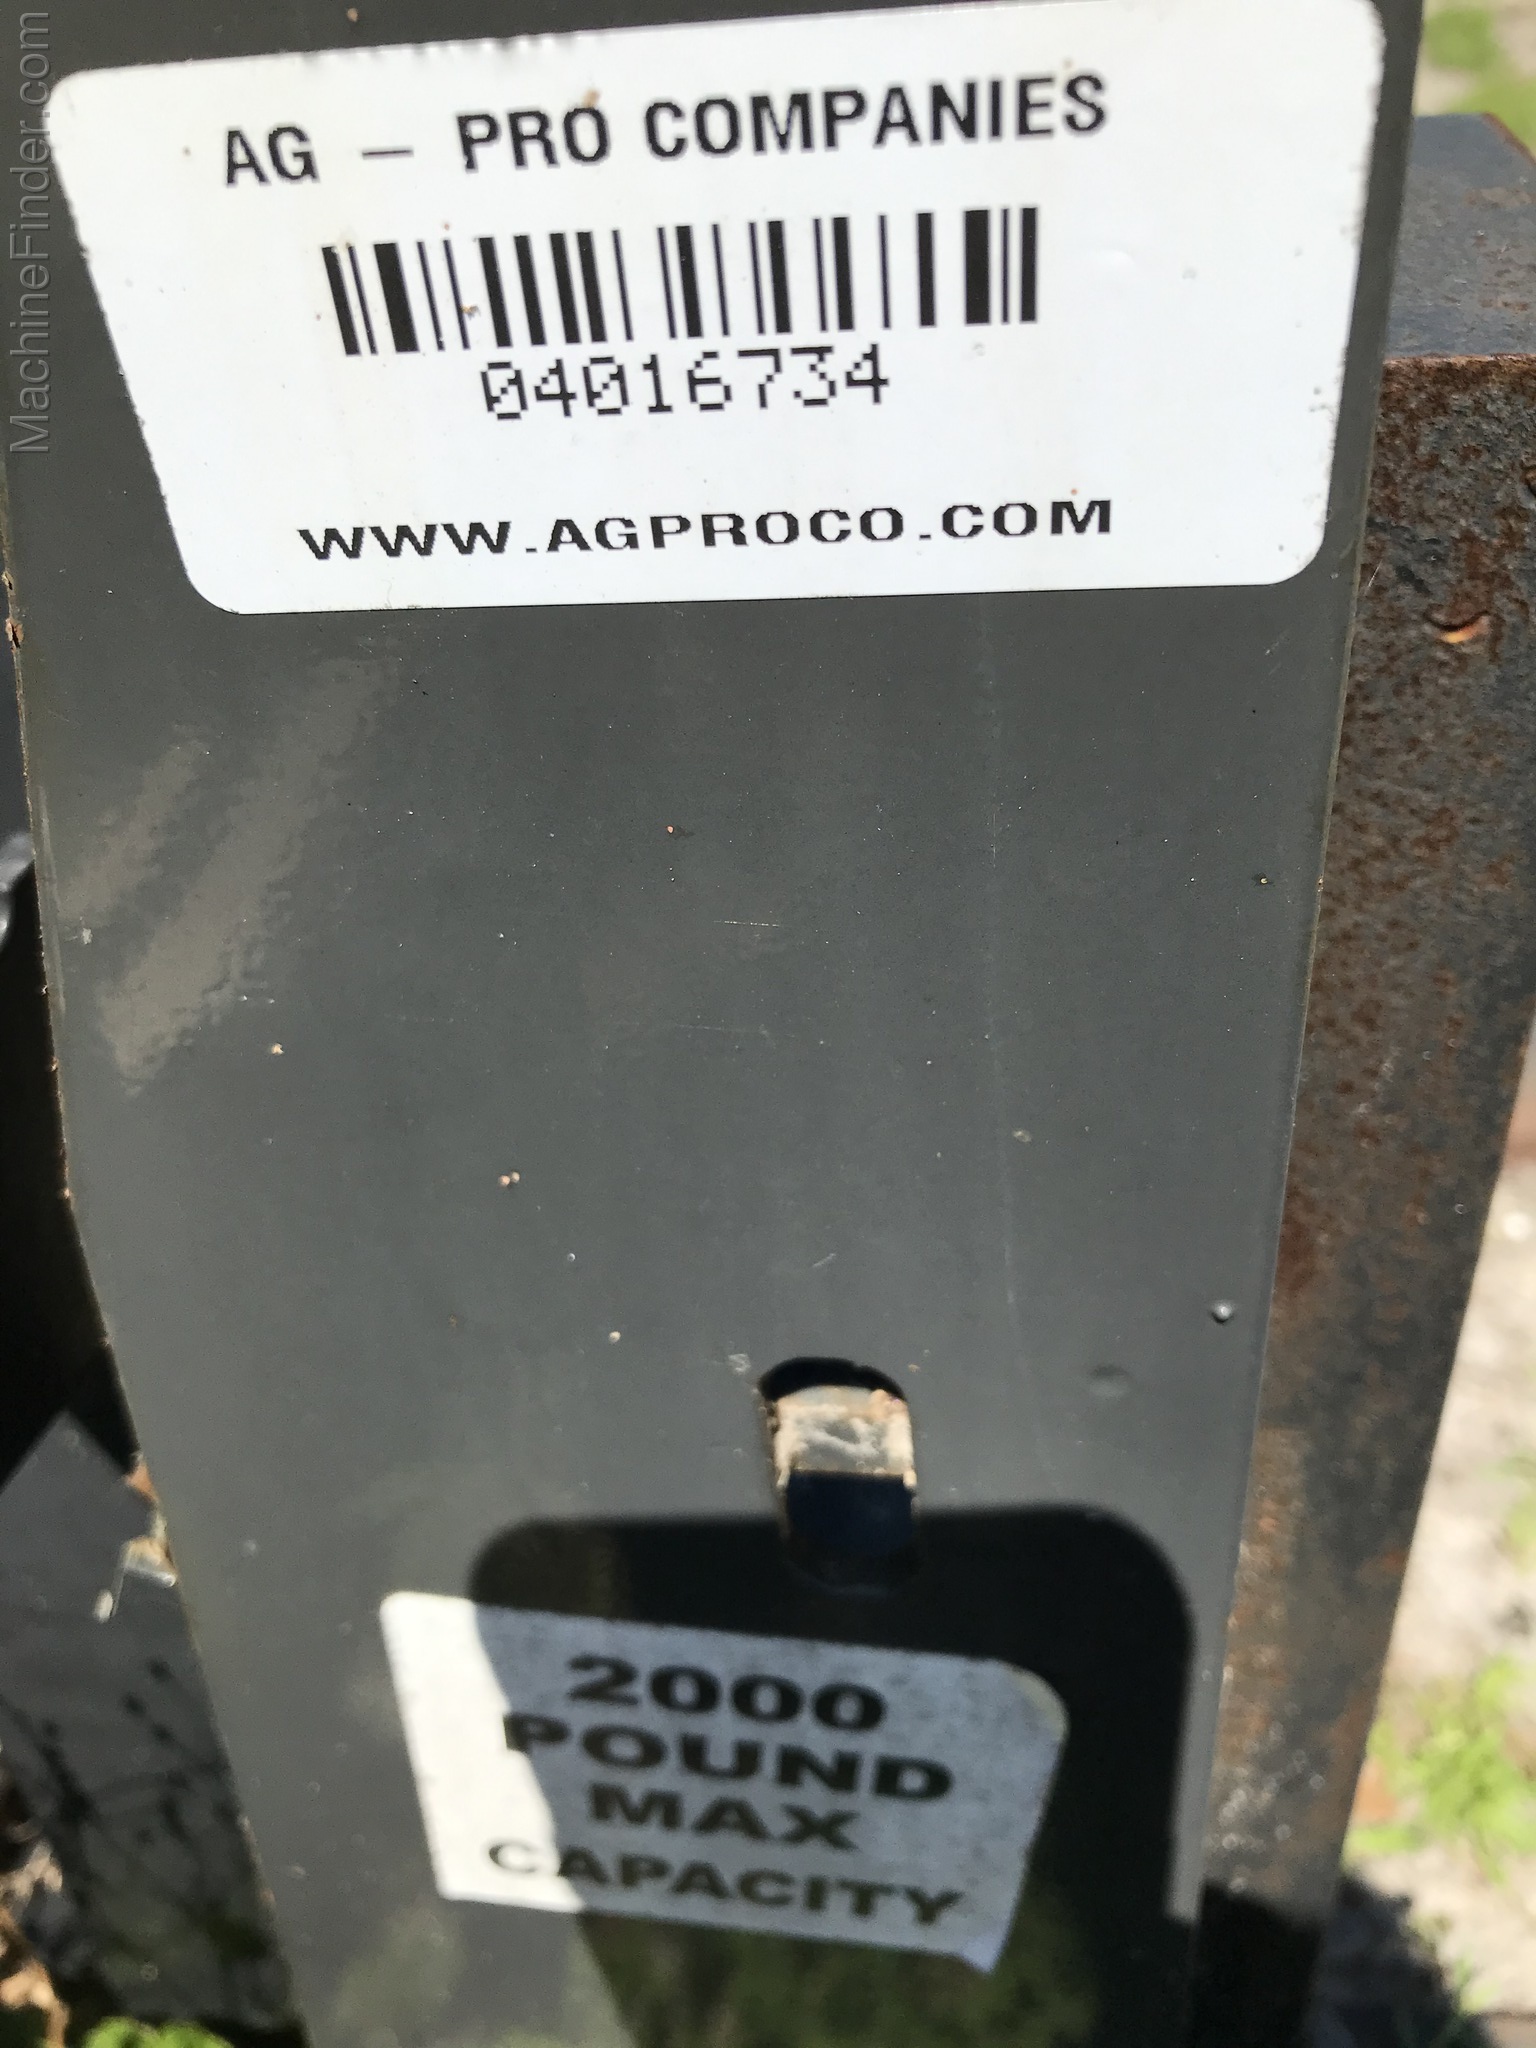 MachineFinder.com
AG - PRO COMPANIES
04016734
WWW.AGPROCO.COM
2000
POUND
MAX
CAPACITY